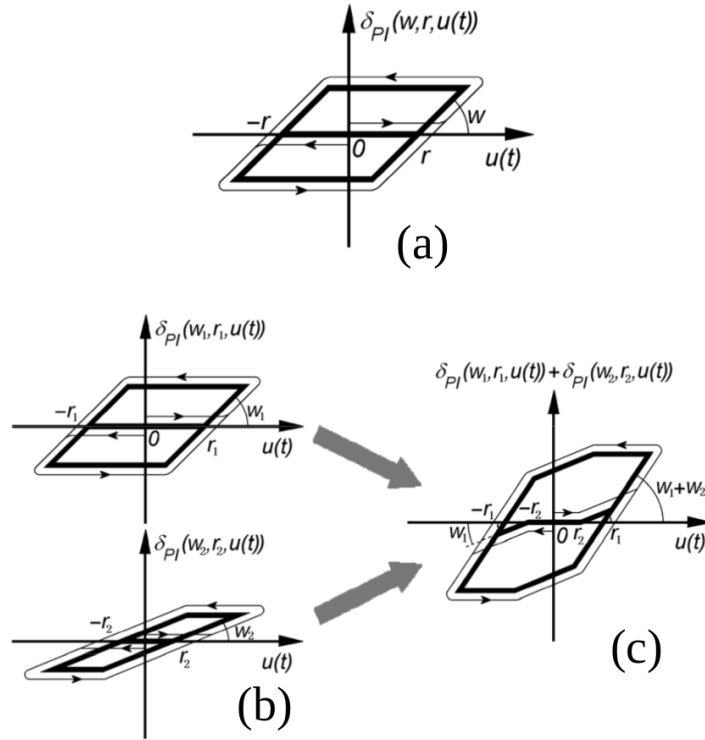 δPI(w,r,u(t))
-r
w
0
r
u(t)
(a)
δPI(w₁,r₁,u(t))
-r₁
w₁
0
r₁
u(t)
δPI(w₂,r₂,u(t))
-r₂
w₂
r₂
u(t)
(b)
δPI(w₁,r₁,u(t))+δPI(w₂,r₂,u(t))
-r₁
-r₂
w₁+w₂
w₁
0
r₂
r₁
u(t)
(c)